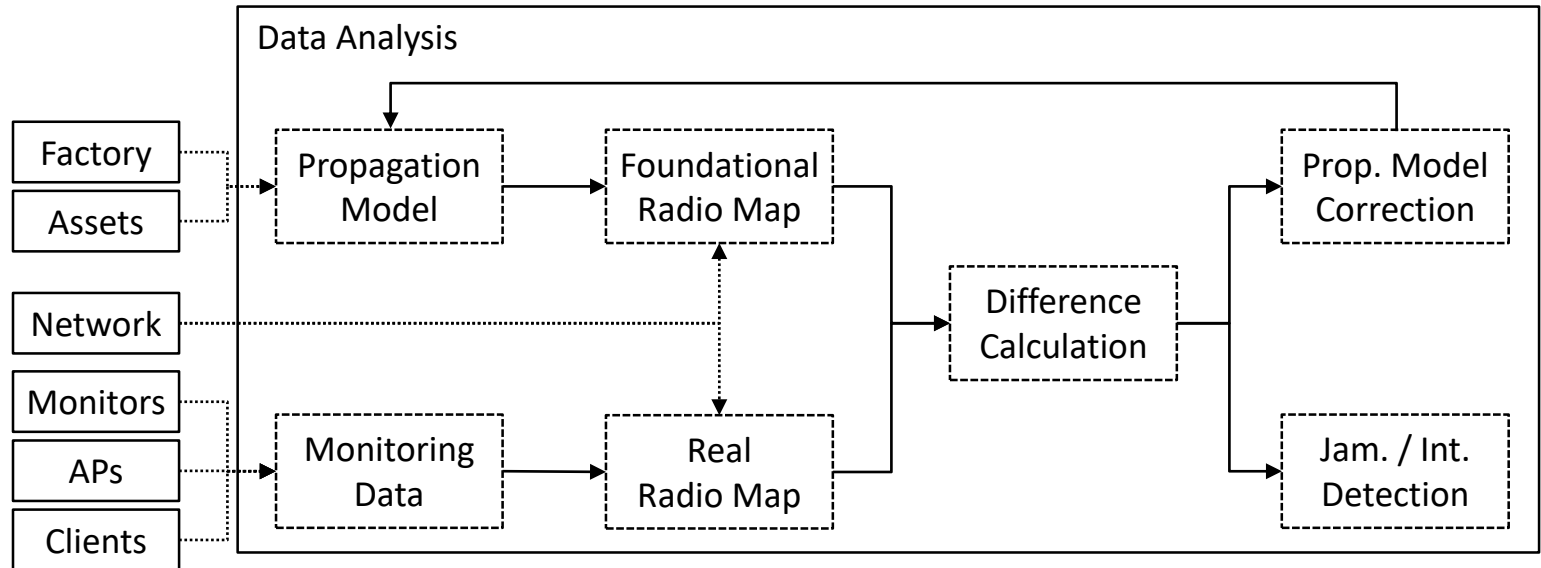 Data Analysis
Factory
Assets
Network
Monitors
APs
Clients
Propagation
Model
Foundational
Radio Map
Monitoring
Data
Real
Radio Map
Difference
Calculation
Prop. Model
Correction
Jam. / Int.
Detection